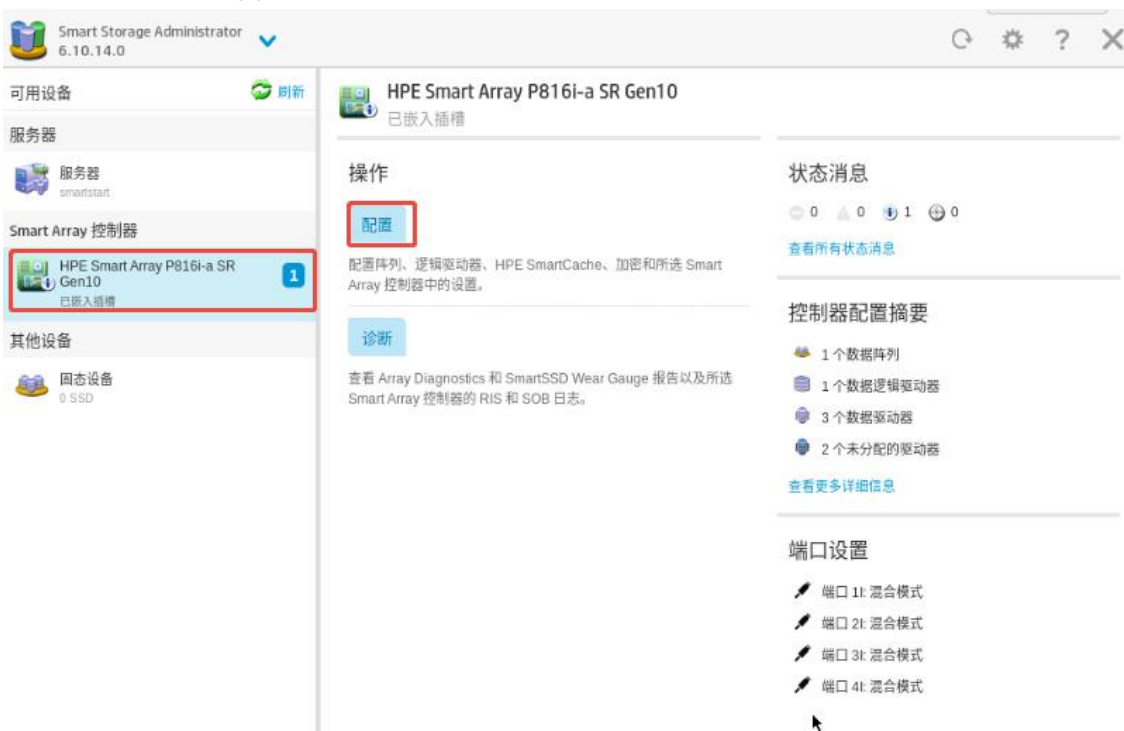 Smart Storage Administrator
6.10.14.0
可用设备
刷新
服务器
服务器
smartstart
Smart Array 控制器
HPE Smart Array P816i-a SR
Gen10
已嵌入插槽
1
其他设备
固态设备
0 SSD
HPE Smart Array P816i-a SR Gen10
已嵌入插槽
操作
配置
配置阵列、逻辑驱动器、HPE SmartCache、加密和所选 Smart
Array 控制器中的设置。
诊断
查看 Array Diagnostics 和 SmartSSD Wear Gauge 报告以及所选
Smart Array 控制器的 RIS 和 SOB 日志。
状态消息
0 0 1 0
查看所有状态消息
控制器配置摘要
1 个数据阵列
1 个数据逻辑驱动器
3 个数据驱动器
2 个未分配的驱动器
查看更多详细信息
端口设置
端口 1I: 混合模式
端口 2I: 混合模式
端口 3I: 混合模式
端口 4I: 混合模式